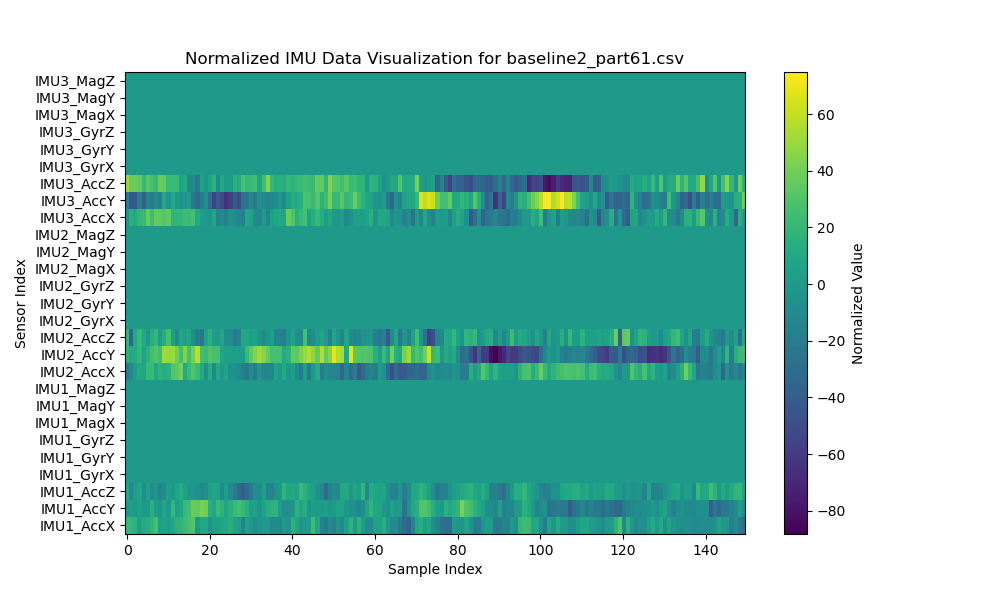 Normalized IMU Data Visualization for baseline2_part61.csv
IMU3_MagZ
IMU3_MagY
IMU3_MagX
IMU3_GyrZ
IMU3_GyrY
IMU3_GyrX
IMU3_AccZ
IMU3_AccY
IMU3_AccX
IMU2_MagZ
IMU2_MagY
IMU2_MagX
IMU2_GyrZ
IMU2_GyrY
IMU2_GyrX
IMU2_AccZ
IMU2_AccY
IMU2_AccX
IMU1_MagZ
IMU1_MagY
IMU1_MagX
IMU1_GyrZ
IMU1_GyrY
IMU1_GyrX
IMU1_AccZ
IMU1_AccY
IMU1_AccX
Sensor Index
0 20 40 60 80 100 120 140
Sample Index
60
40
20
0
−20
−40
−60
−80
Normalized Value